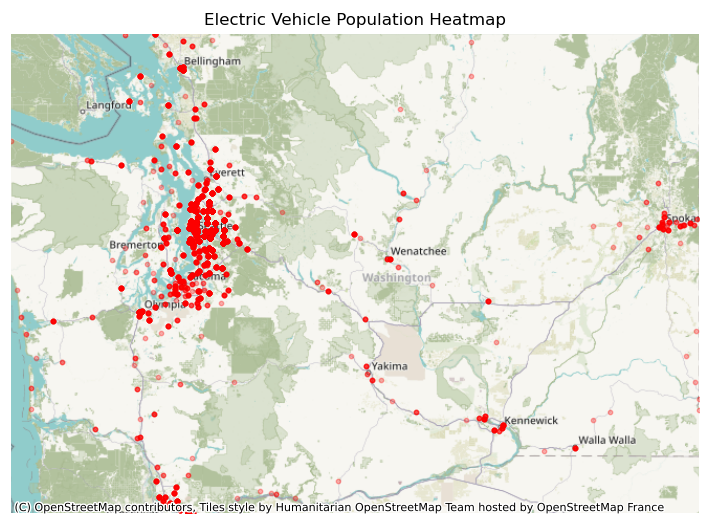 Electric Vehicle Population Heatmap
Bellingham
Langford
Bremerton
Wenatchee
Washington
Yakima
Kennewick
Walla Walla
(C) OpenStreetMap contributors, Tiles style by Humanitarian OpenStreetMap Team hosted by OpenStreetMap France